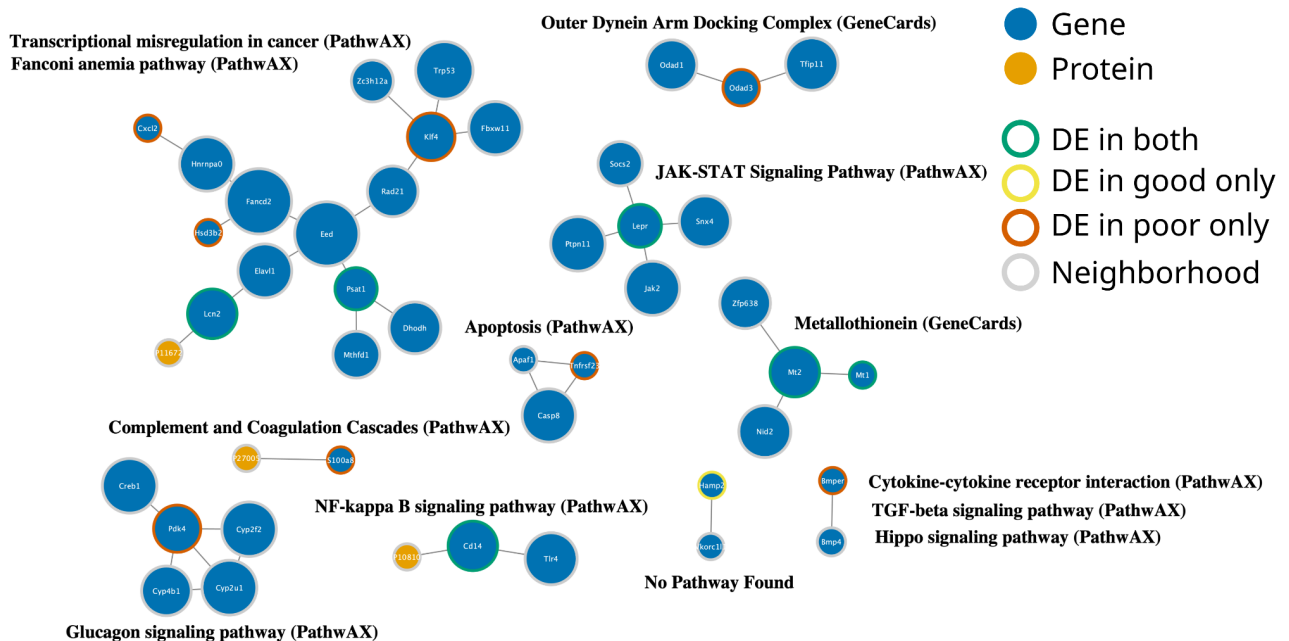 Outer Dynein Arm Docking Complex (GeneCards)
Transcriptional misregulation in cancer (PathwAX)
Fanconi anemia pathway (PathwAX)
Gene
Protein
DE in both
DE in good only
DE in poor only
Neighborhood
Zc3h12a
Trp53
Klf4
Fbxw11
Cxcl2
Hnrnpa0
Fancd2
Rad21
Hsd3b2
Eed
Elavl1
Psat1
Lcn2
P11672
Mthfd1
Dhodh
Odad1
Odad3
Tfip11
JAK-STAT Signaling Pathway (PathwAX)
Socs2
Lepr
Snx4
Ptpn11
Jak2
Metallothionein (GeneCards)
Zfp638
Mt2
Mt1
Nid2
Apoptosis (PathwAX)
Apaf1
Tnfrsf23
Casp8
Complement and Coagulation Cascades (PathwAX)
P27005
S100a8
Creb1
Pdk4
Cyp2f2
Cyp4b1
Cyp2u1
Glucagon signaling pathway (PathwAX)
NF-kappa B signaling pathway (PathwAX)
P10810
Cd14
Tlr4
Hamp2
No Pathway Found
Bmper
Bmp4
Cytokine-cytokine receptor interaction (PathwAX)
TGF-beta signaling pathway (PathwAX)
Hippo signaling pathway (PathwAX)